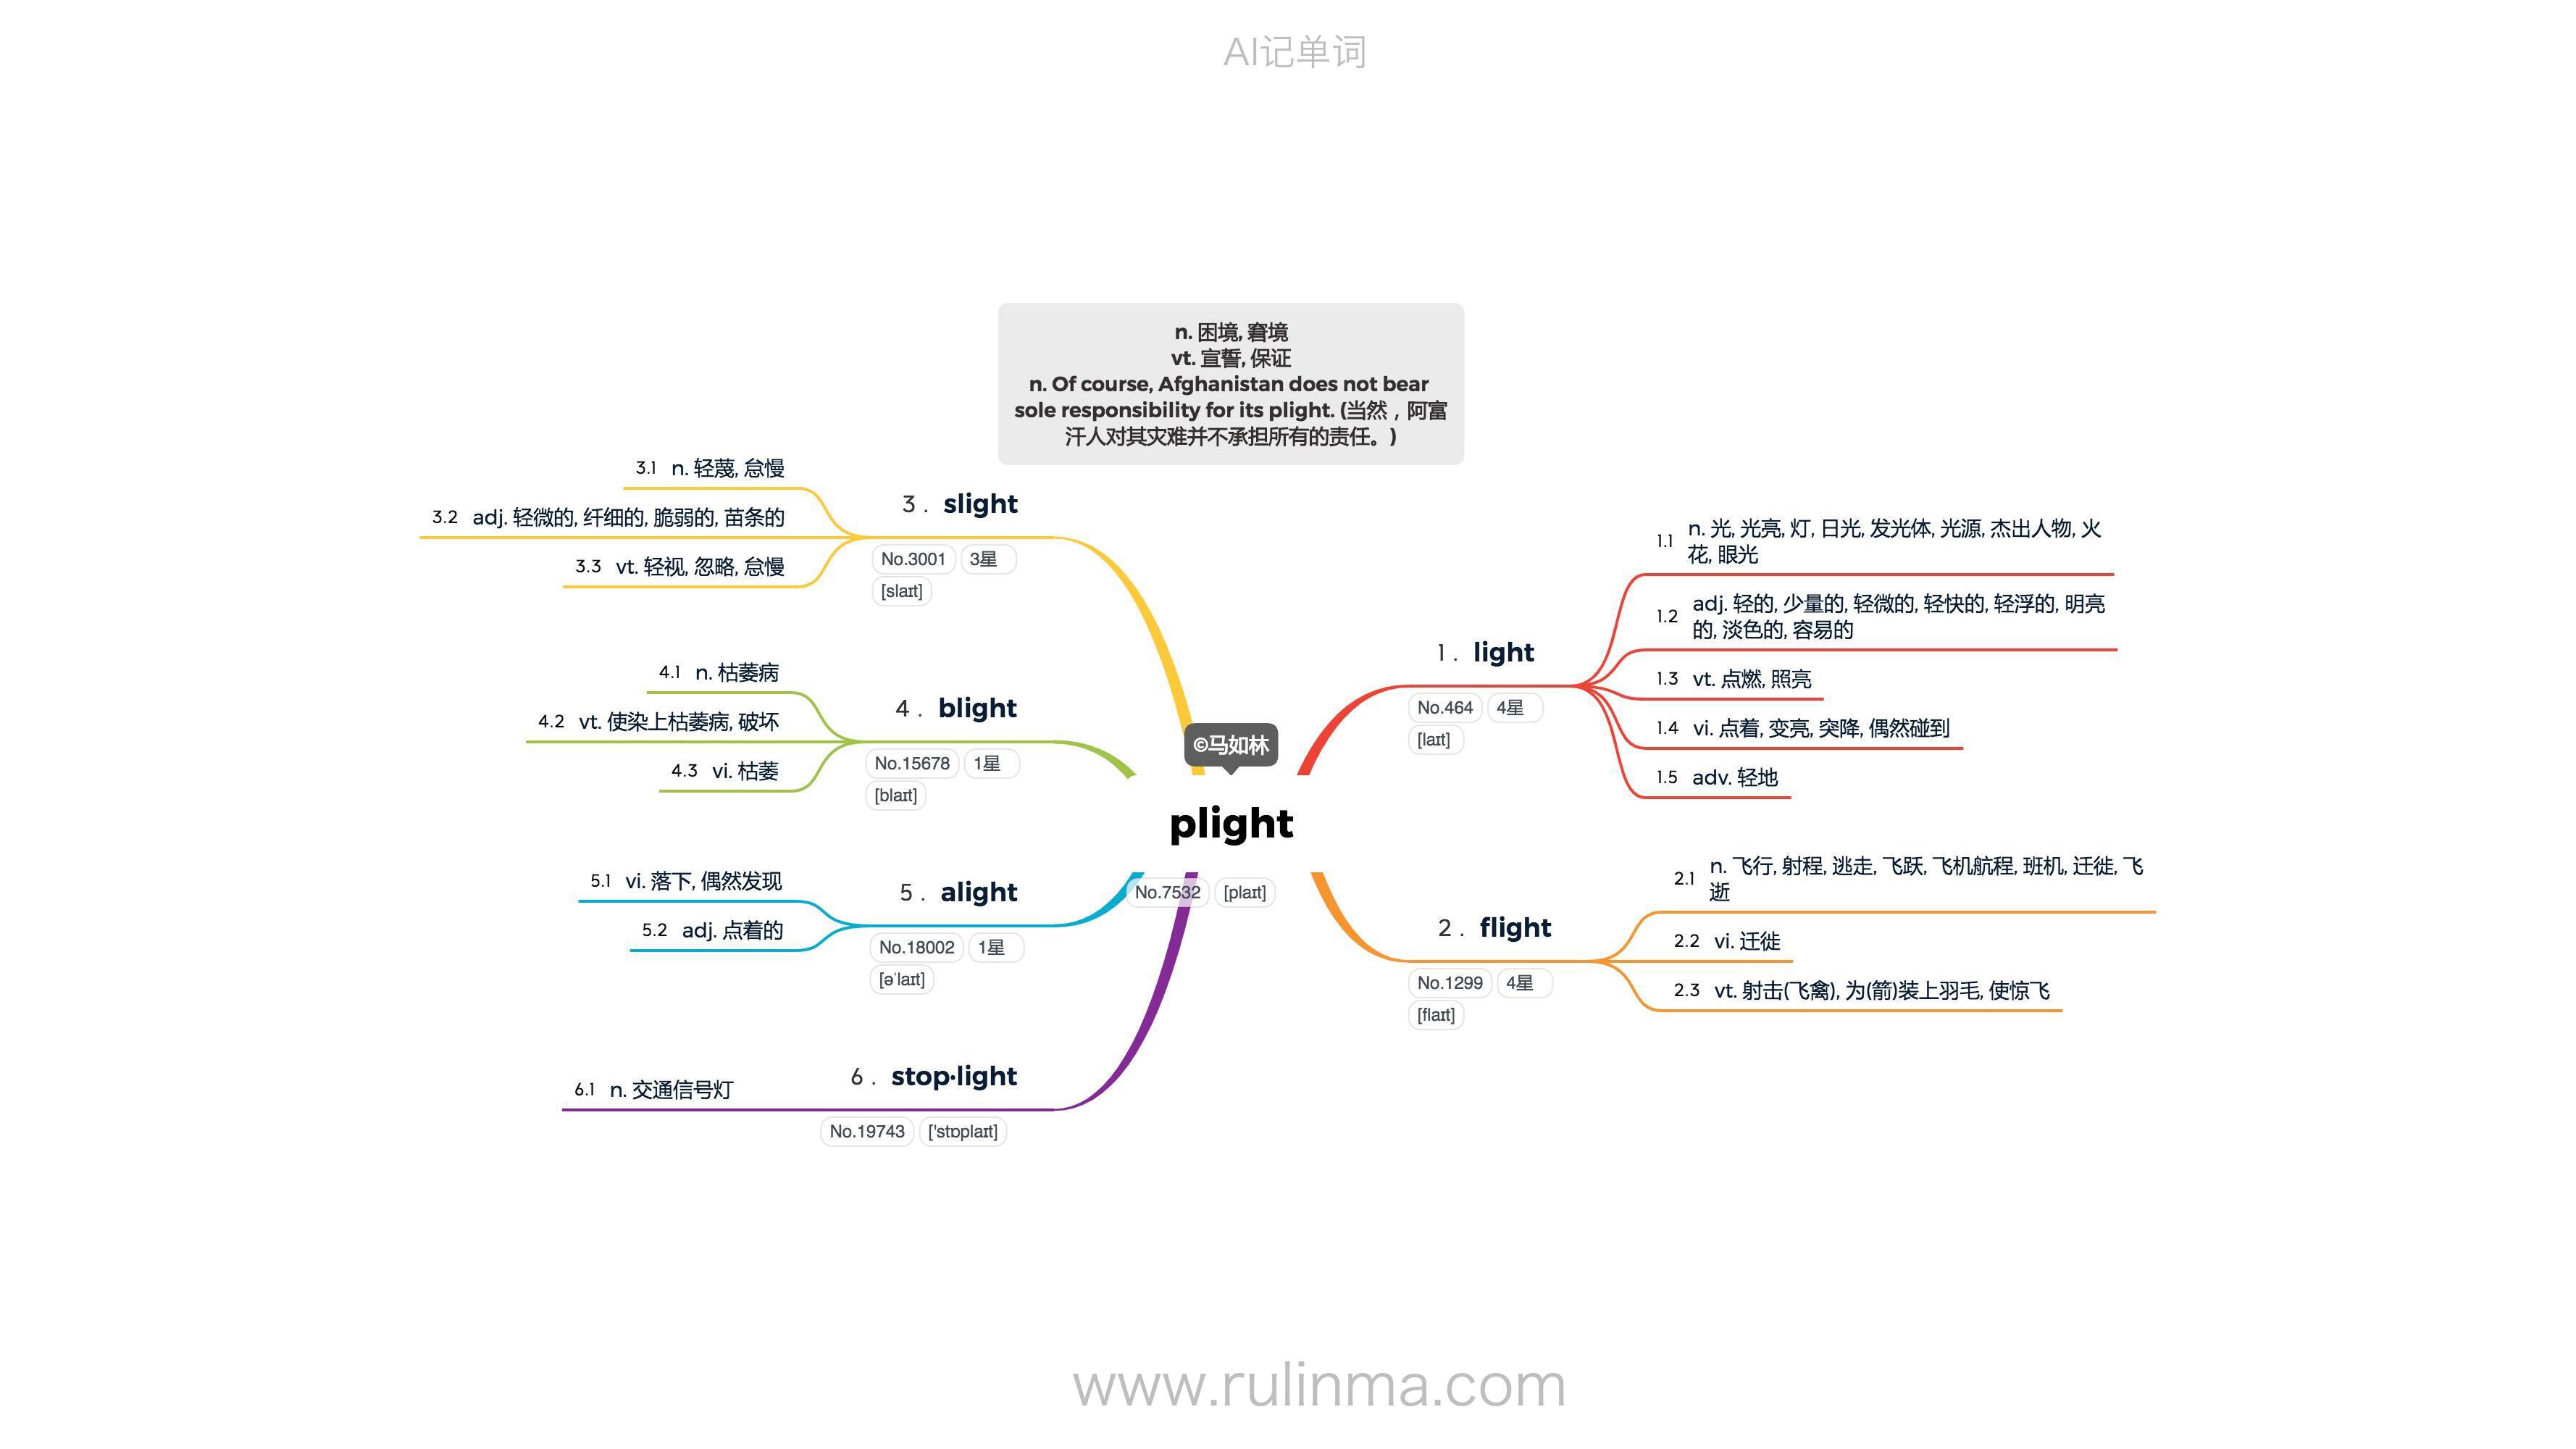 AI记单词
n. 困境, 窘境
vt. 宣誓, 保证
n. Of course, Afghanistan does not bear
sole responsibility for its plight. (当然，阿富
汗人对其灾难并不承担所有的责任。)
©马如林
plight
No.7532 [plaɪt]
1. light
No.464 4星
[laɪt]
1.1 n. 光, 光亮, 灯, 日光, 发光体, 光源, 杰出人物, 火
花, 眼光
1.2 adj. 轻的, 少量的, 轻微的, 轻快的, 轻浮的, 明亮
的, 淡色的, 容易的
1.3 vt. 点燃, 照亮
1.4 vi. 点着, 变亮, 突降, 偶然碰到
1.5 adv. 轻地
2. flight
No.1299 4星
[flaɪt]
2.1 n. 飞行, 射程, 逃走, 飞跃, 飞机航程, 班机, 迁徙, 飞
逝
2.2 vi. 迁徙
2.3 vt. 射击(飞禽), 为(箭)装上羽毛, 使惊飞
3. slight
No.3001 3星
[slaɪt]
3.1 n. 轻蔑, 怠慢
3.2 adj. 轻微的, 纤细的, 脆弱的, 苗条的
3.3 vt. 轻视, 忽略, 怠慢
4. blight
No.15678 1星
[blaɪt]
4.1 n. 枯萎病
4.2 vt. 使染上枯萎病, 破坏
4.3 vi. 枯萎
5. alight
No.18002 1星
[əˈlaɪt]
5.1 vi. 落下, 偶然发现
5.2 adj. 点着的
6. stop·light
No.19743 ['stɒplaɪt]
6.1 n. 交通信号灯
www.rulinma.com